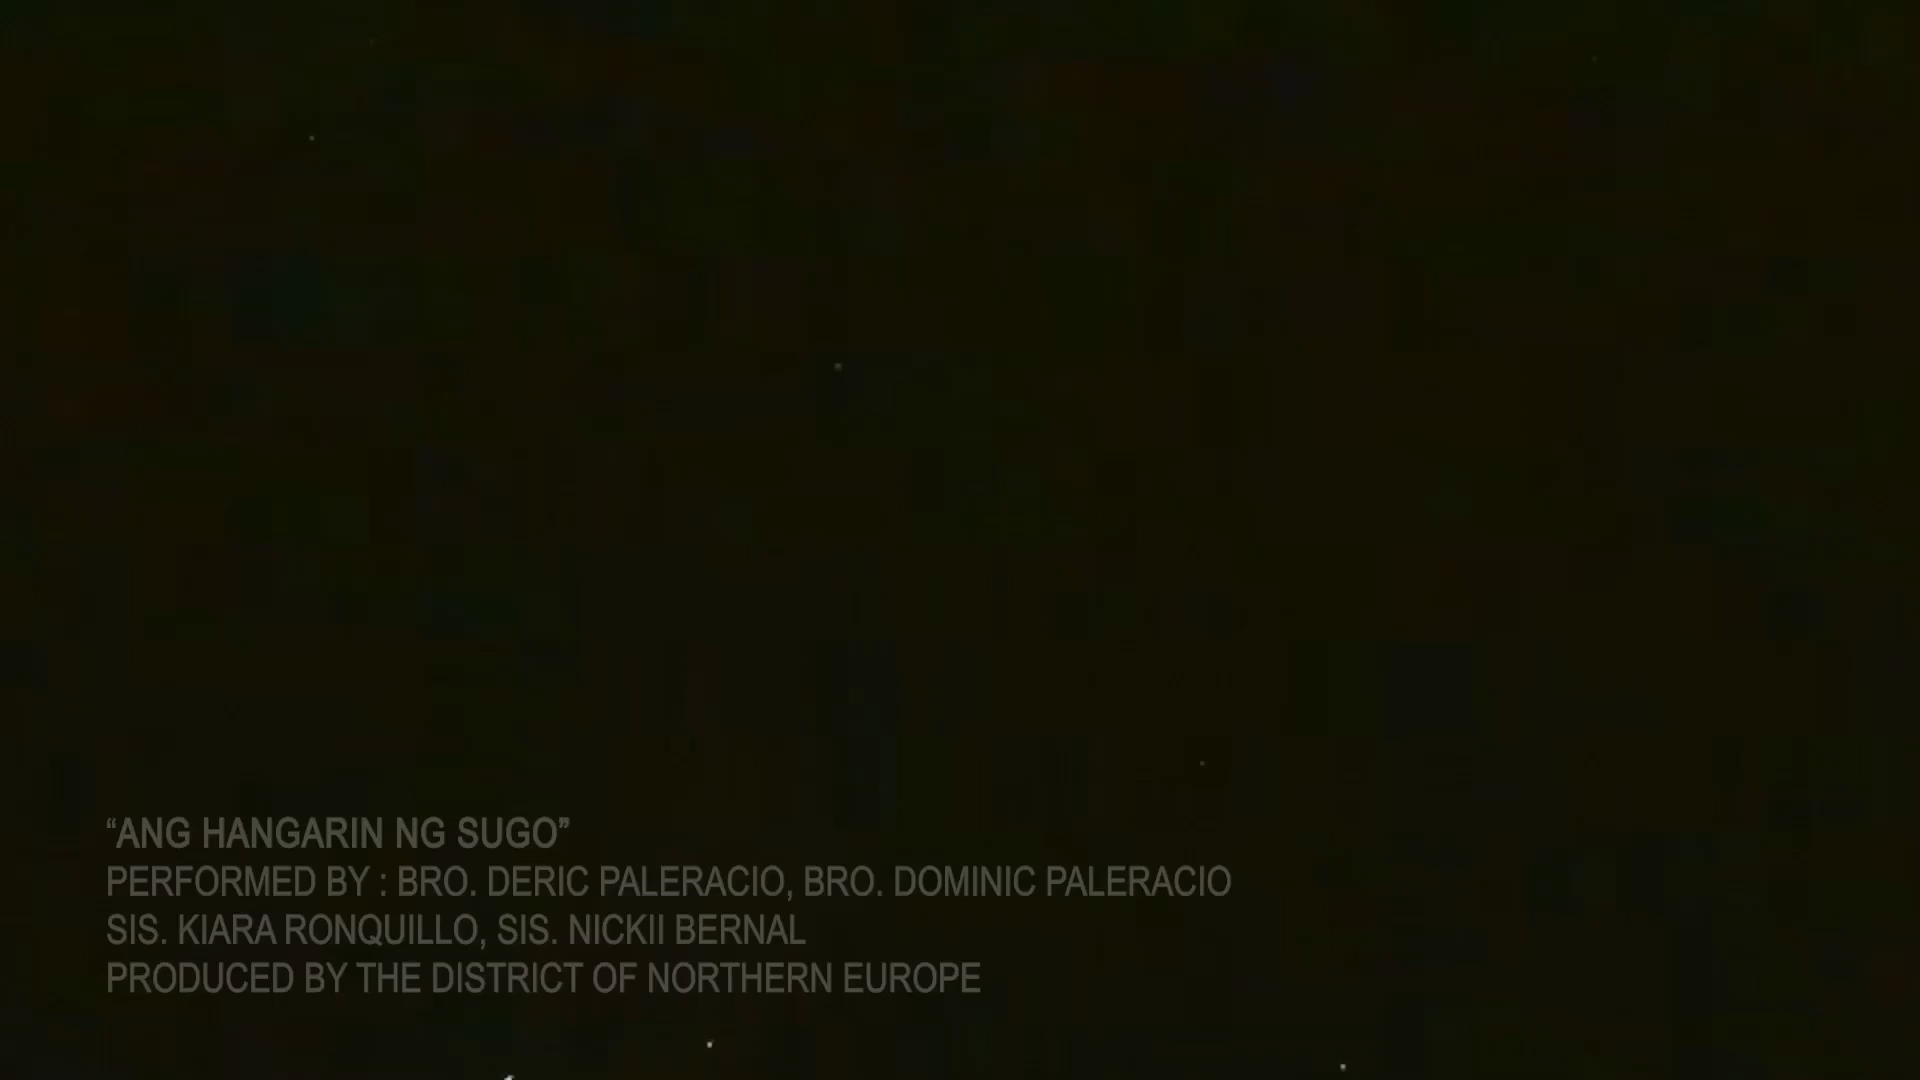 “ANG HANGARIN NG SUGO”
PERFORMED BY : BRO. DERIC PALERACIO, BRO. DOMINIC PALERACIO
SIS. KIARA RONQUILLO, SIS. NICKII BERNAL
PRODUCED BY THE DISTRICT OF NORTHERN EUROPE